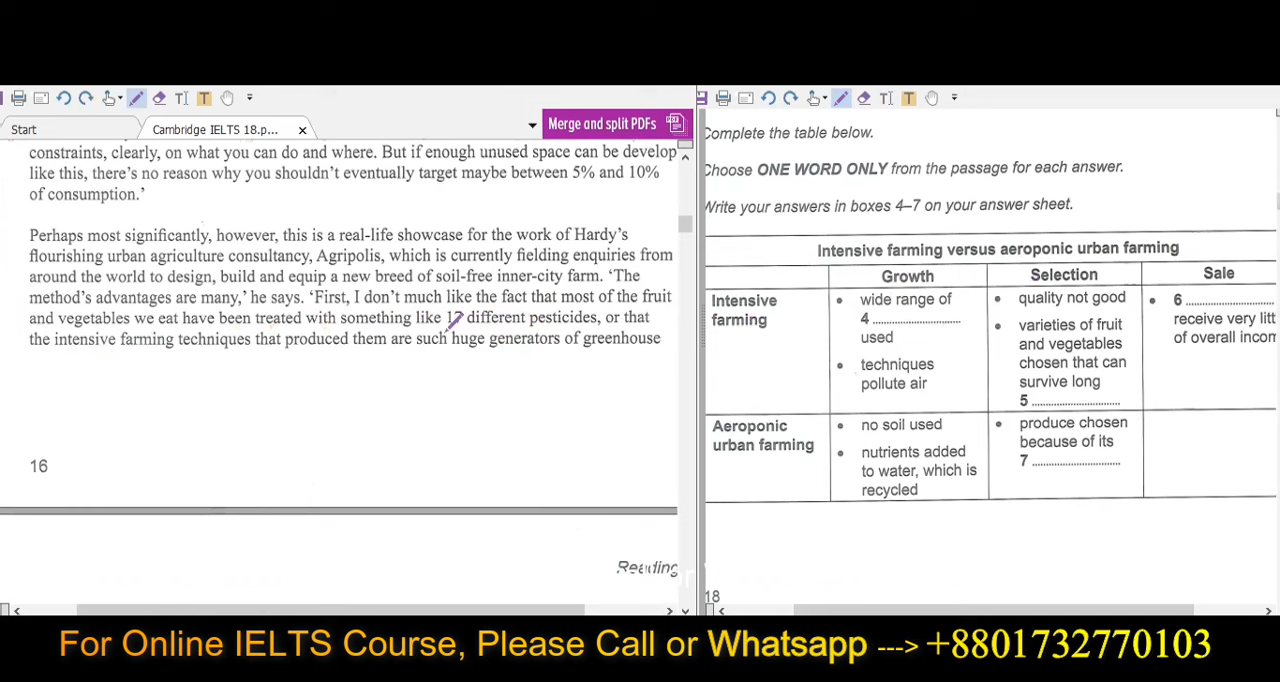 Start
Cambridge IELTS 18.p...
Merge and split PDFs
constraints, clearly, on what you can do and where. But if enough unused space can be develop
like this, there's no reason why you shouldn't eventually target maybe between 5% and 10%
of consumption.'
Perhaps most significantly, however, this is a real-life showcase for the work of Hardy's
flourishing urban agriculture consultancy, Agripolis, which is currently fielding enquiries from
around the world to design, build and equip a new breed of soil-free inner-city farm. 'The
method's advantages are many,' he says. 'First, I don't much like the fact that most of the fruit
and vegetables we eat have been treated with something like 17 different pesticides, or that
the intensive farming techniques that produced them are such huge generators of greenhouse
16
Reading
Complete the table below.
Choose ONE WORD ONLY from the passage for each answer.
Write your answers in boxes 4–7 on your answer sheet.
Intensive farming versus aeroponic urban farming
Growth Selection Sale
Intensive farming
• wide range of
4 ....................
used
• techniques
pollute air
• quality not good
• varieties of fruit
and vegetables
chosen that can
survive long
5 ....................
• 6 ....................
receive very litt
of overall incom
Aeroponic
urban farming
• no soil used
• nutrients added
to water, which is
recycled
• produce chosen
because of its
7 ....................
18
For Online IELTS Course, Please Call or Whatsapp ---> +8801732770103